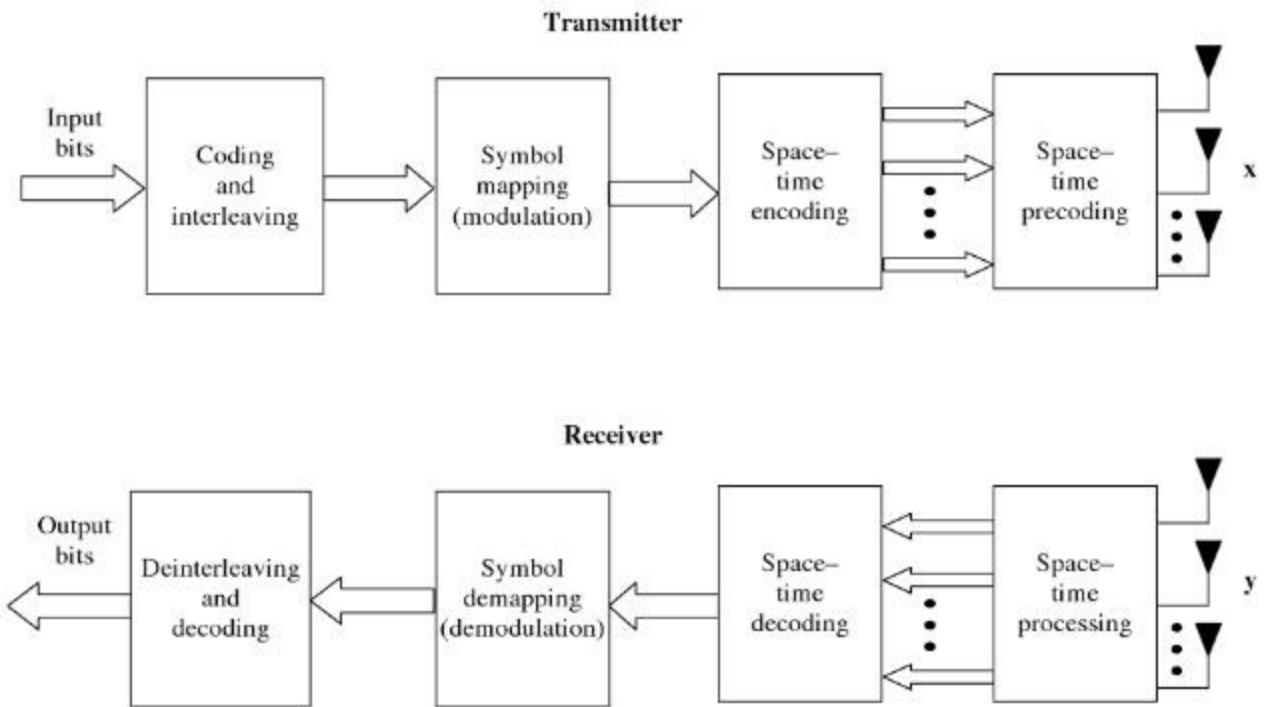 Transmitter
Input
bits
Coding
and
interleaving
Symbol
mapping
(modulation)
Space–
time
encoding
Space–
time
precoding
x
Receiver
Output
bits
Deinterleaving
and
decoding
Symbol
demapping
(demodulation)
Space–
time
decoding
Space–
time
processing
y